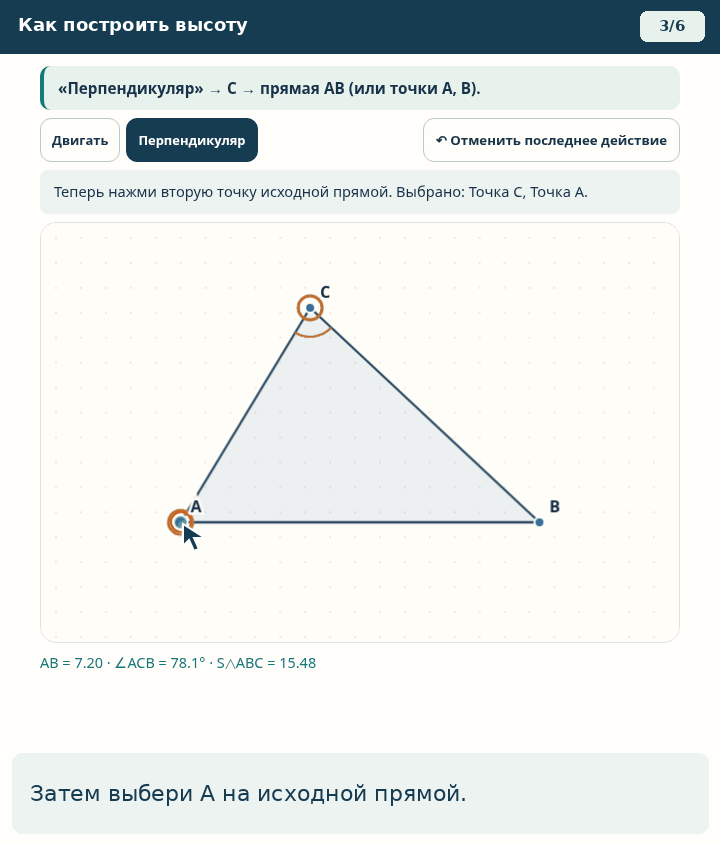 Как построить высоту
3/6
«Перпендикуляр» → C → прямая AB (или точки A, B).
Двигать
Перпендикуляр
↶ Отменить последнее действие
Теперь нажми вторую точку исходной прямой. Выбрано: Точка C, Точка A.
C
A
B
AB = 7.20 · ∠ACB = 78.1° · S△ABC = 15.48
Затем выбери A на исходной прямой.